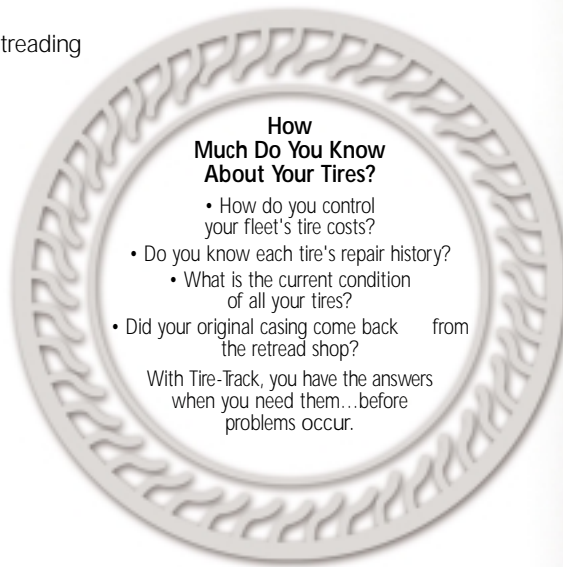 treading
How
Much Do You Know
About Your Tires?
• How do you control
your fleet's tire costs?
• Do you know each tire's repair history?
• What is the current condition
of all your tires?
• Did your original casing come back from
the retread shop?
With Tire-Track, you have the answers
when you need them...before
problems occur.